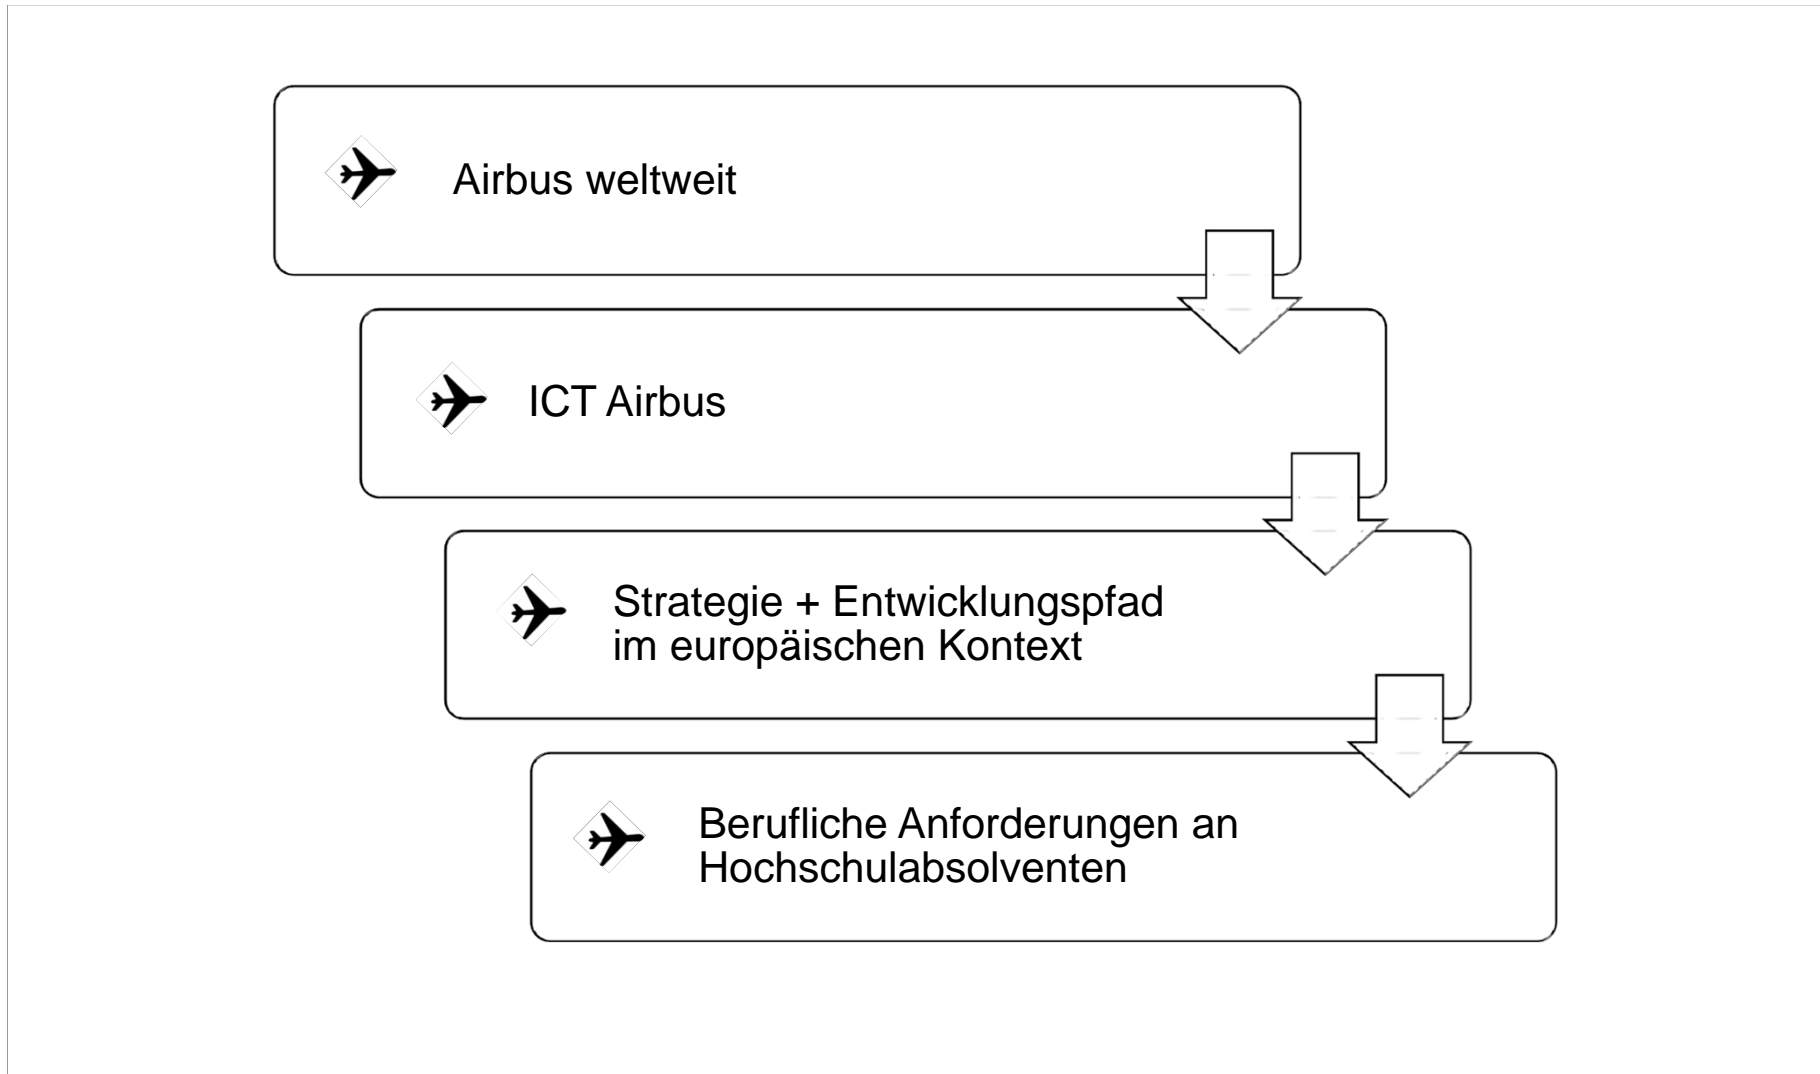 Airbus weltweit
ICT Airbus
Strategie + Entwicklungspfad
im europäischen Kontext
Berufliche Anforderungen an
Hochschulabsolventen